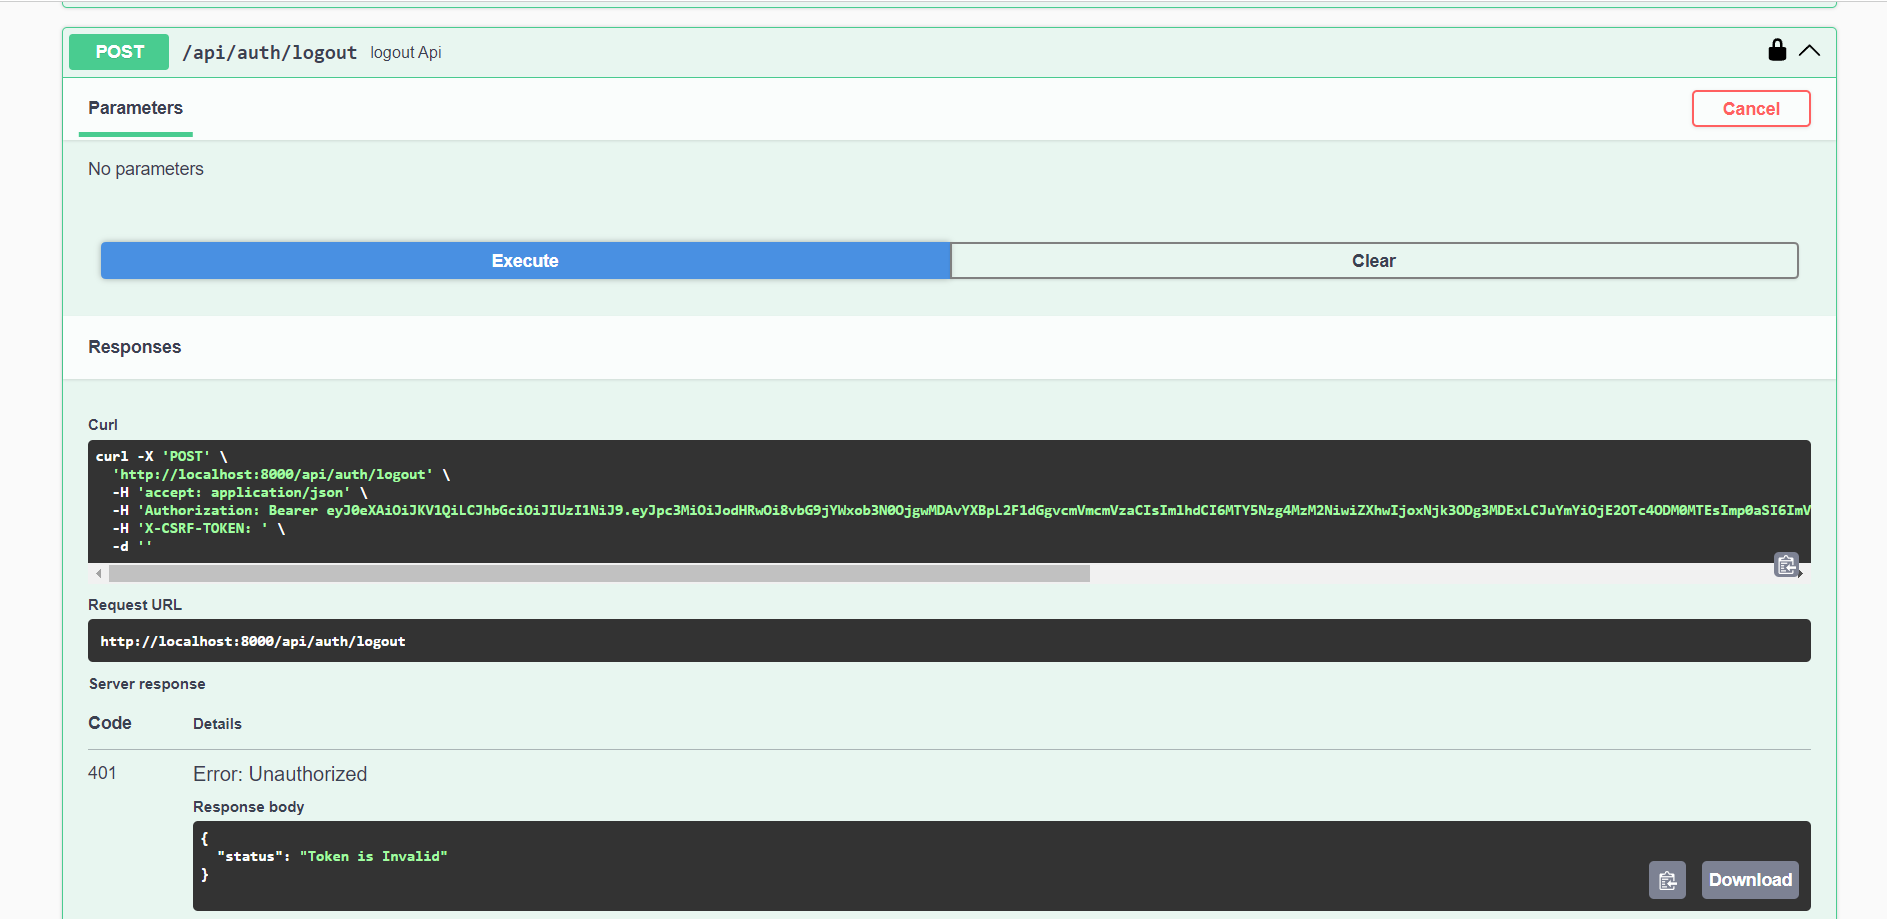 POST /api/auth/logout logout Api
Parameters
Cancel
No parameters
Execute
Clear
Responses
Curl
curl -X 'POST' \
'http://localhost:8000/api/auth/logout' \
-H 'accept: application/json' \
-H 'Authorization: Bearer eyJ0eXAiOiJKV1QiLCJhbGciOiJIUzI1NiJ9.eyJpc3MiOiJodHRwOi8vbG9jYWxob3N0OjgwMDAvYXBpL2F1dGgvcmVmcmVzaCIsImlhdCI6MTY5Nzg4MzM2NiwiZXhwIjoxNjk3ODg3MDExLCJuYmYiOjE2OTc4ODM0MTEsImp0aSI6ImV
-H 'X-CSRF-TOKEN: ' \
-d ''
Request URL
http://localhost:8000/api/auth/logout
Server response
Code Details
401 Error: Unauthorized
Response body
{
"status": "Token is Invalid"
}
Download